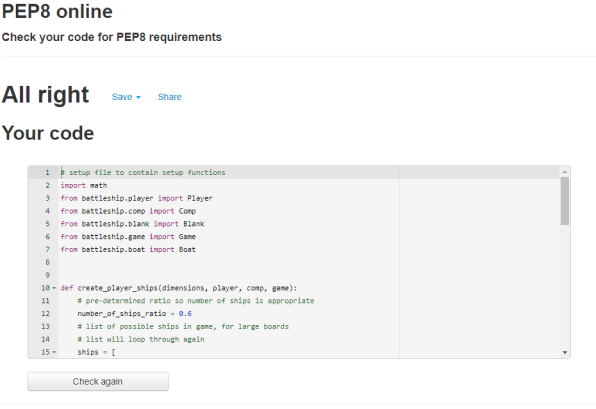 PEP8 online
Check your code for PEP8 requirements
All right Save Share
Your code
1 # setup file to contain setup functions
2 import math
3 from battleship.player import Player
4 from battleship.comp import Comp
5 from battleship.blank import Blank
6 from battleship.game import Game
7 from battleship.boat import Boat
8
9
10 def create_player_ships(dimensions, player, comp, game):
11 # pre-determined ratio so number of ships is appropriate
12 number_of_ships_ratio = 0.6
13 # list of possible ships in game, for large boards
14 # list will loop through again
15 ships = [
Check again